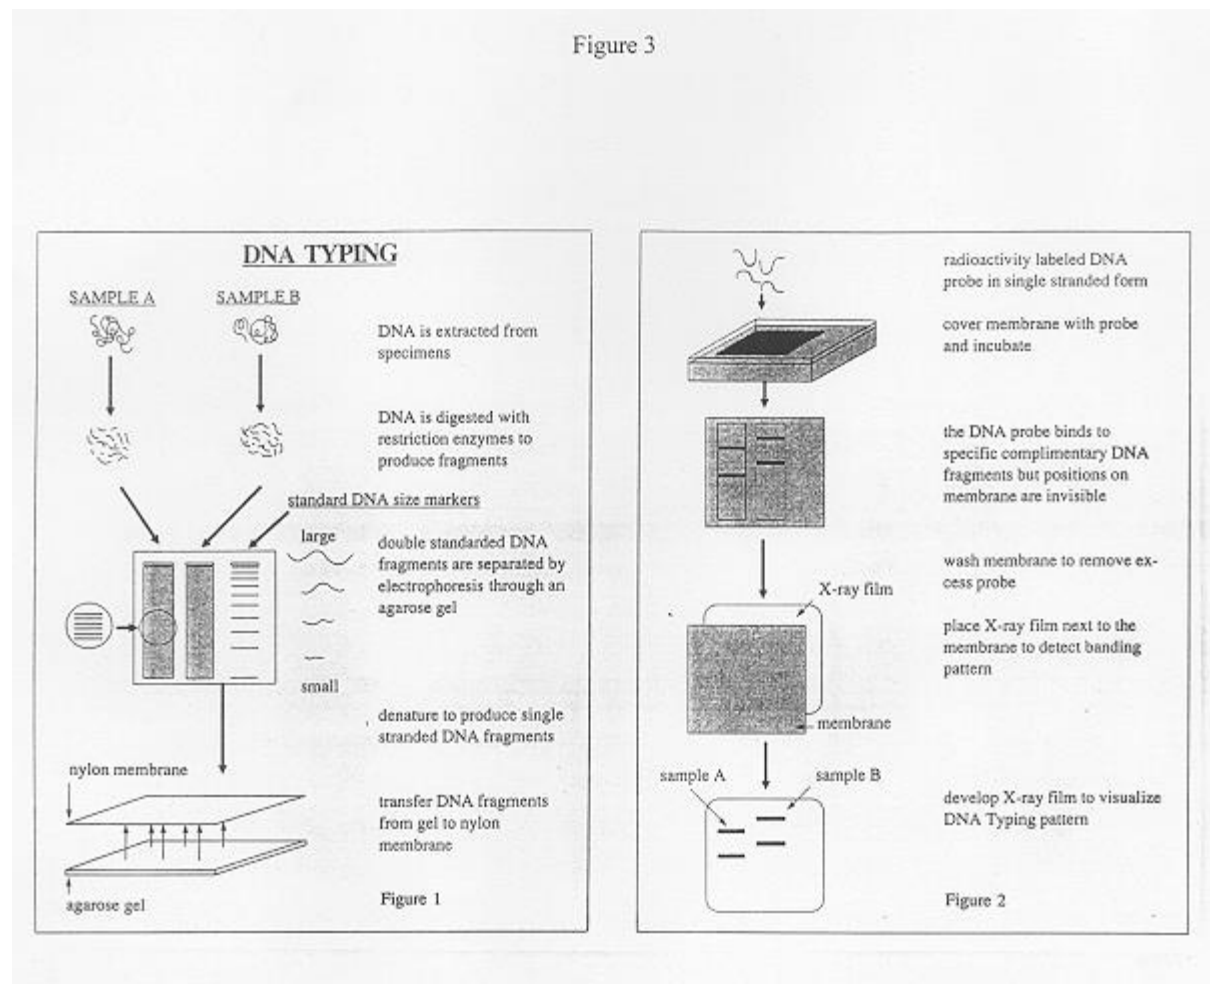 Figure 3
DNA TYPING
SAMPLE A
SAMPLE B
DNA is extracted from
specimens
DNA is digested with
restriction enzymes to
produce fragments
standard DNA size markers
large
double standarded DNA
fragments are separated by
electrophoresis through an
agarose gel
small
denature to produce single
stranded DNA fragments
nylon membrane
transfer DNA fragments
from gel to nylon
membrane
agarose gel
Figure 1
radioactivity labeled DNA
probe in single stranded form
cover membrane with probe
and incubate
the DNA probe binds to
specific complimentary DNA
fragments but positions on
membrane are invisible
wash membrane to remove ex-
cess probe
X-ray film
place X-ray film next to the
membrane to detect banding
pattern
membrane
sample A
sample B
develop X-ray film to visualize
DNA Typing pattern
Figure 2